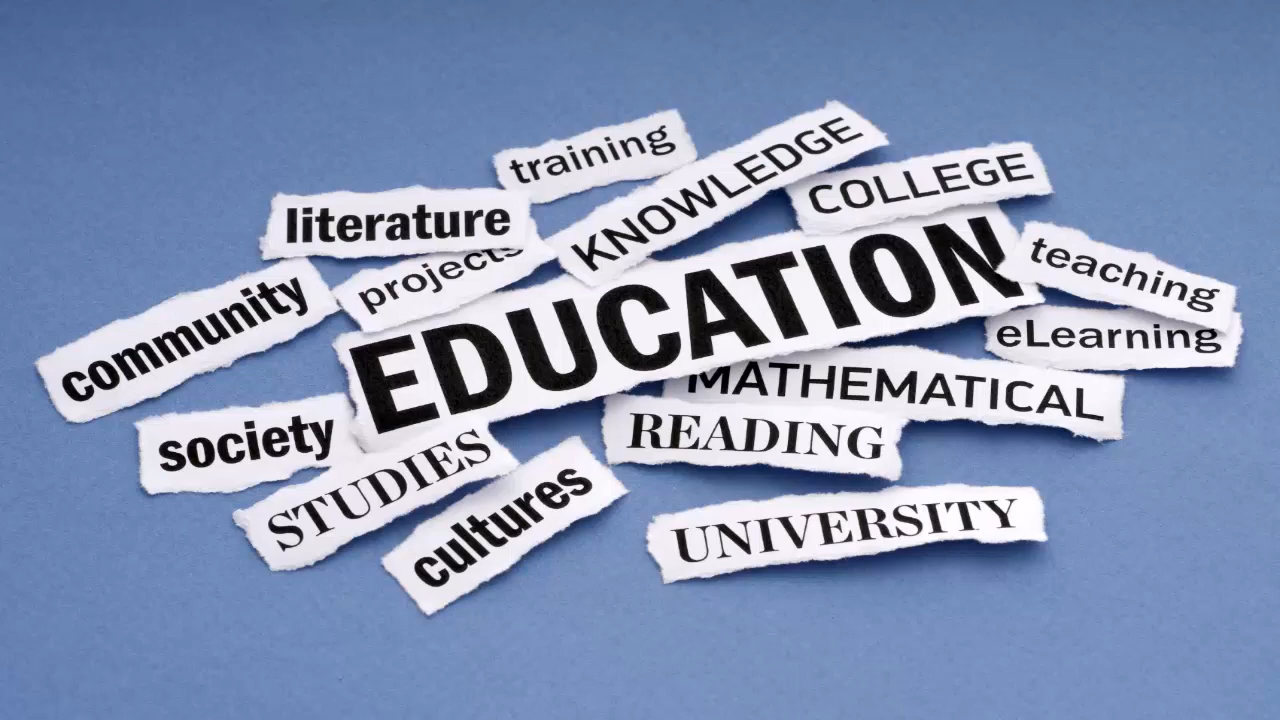 training
KNOWLEDGE
COLLEGE
literature
projects
EDUCATION
teaching
community
eLearning
MATHEMATICAL
society
READING
STUDIES
cultures
UNIVERSITY